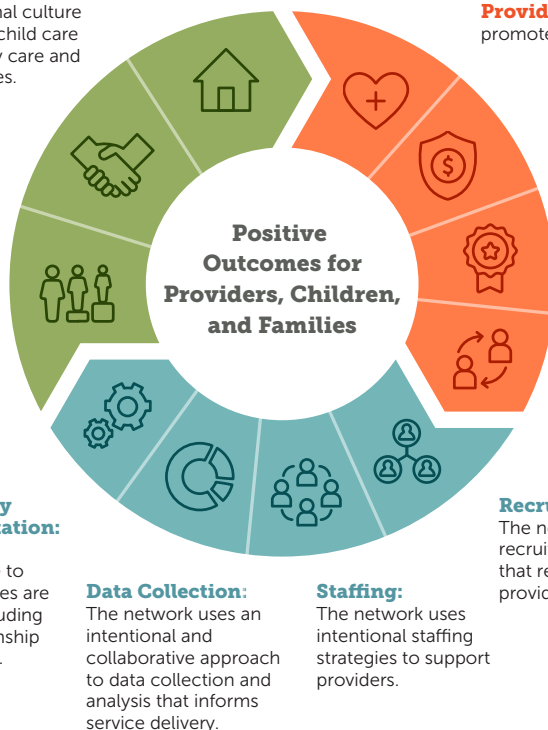 nal culture
child care
care and
es.
Provid
promote
Positive
Outcomes for
Providers, Children,
and Families
$
y
ation:
to
es are
uding
nship
Data Collection:
The network uses an
intentional and
collaborative approach
to data collection and
analysis that informs
service delivery.
Staffing:
The network uses
intentional staffing
strategies to support
providers.
Recru
The n
recrui
that re
provid